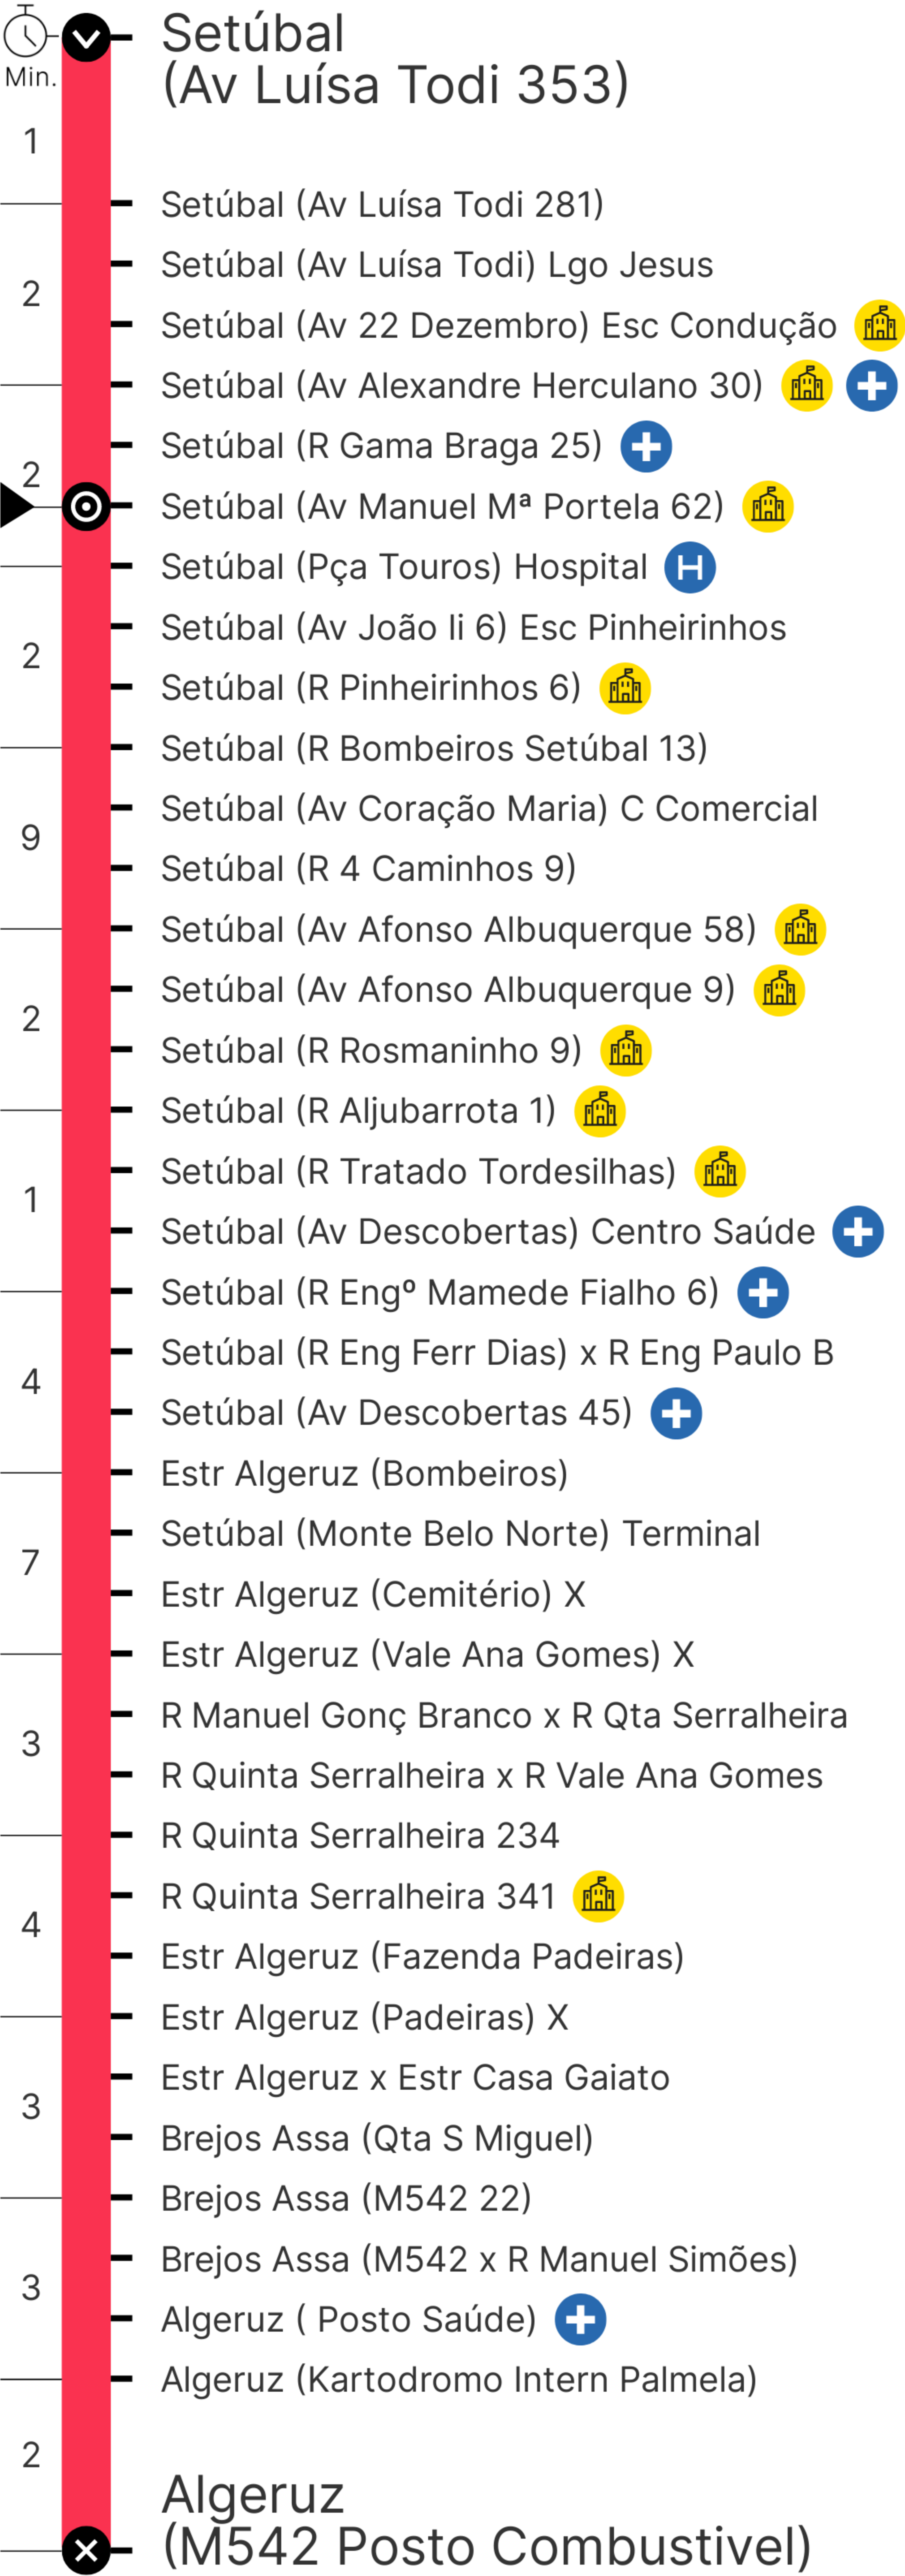 Setúbal
(Av Luísa Todi 353)
Min.
1
Setúbal (Av Luísa Todi 281)
Setúbal (Av Luísa Todi) Lgo Jesus
2
Setúbal (Av 22 Dezembro) Esc Condução
Setúbal (Av Alexandre Herculano 30)
Setúbal (R Gama Braga 25)
2
Setúbal (Av Manuel Mª Portela 62)
Setúbal (Pça Touros) Hospital H
Setúbal (Av João Ii 6) Esc Pinheirinhos
2
Setúbal (R Pinheirinhos 6)
Setúbal (R Bombeiros Setúbal 13)
Setúbal (Av Coração Maria) C Comercial
9
Setúbal (R 4 Caminhos 9)
Setúbal (Av Afonso Albuquerque 58)
Setúbal (Av Afonso Albuquerque 9)
2
Setúbal (R Rosmaninho 9)
Setúbal (R Aljubarrota 1)
Setúbal (R Tratado Tordesilhas)
1
Setúbal (Av Descobertas) Centro Saúde
Setúbal (R Engº Mamede Fialho 6)
Setúbal (R Eng Ferr Dias) x R Eng Paulo B
4
Setúbal (Av Descobertas 45)
Estr Algeruz (Bombeiros)
Setúbal (Monte Belo Norte) Terminal
7
Estr Algeruz (Cemitério) X
Estr Algeruz (Vale Ana Gomes) X
R Manuel Gonç Branco x R Qta Serralheira
3
R Quinta Serralheira x R Vale Ana Gomes
R Quinta Serralheira 234
R Quinta Serralheira 341
4
Estr Algeruz (Fazenda Padeiras)
Estr Algeruz (Padeiras) X
Estr Algeruz x Estr Casa Gaiato
3
Brejos Assa (Qta S Miguel)
Brejos Assa (M542 22)
Brejos Assa (M542 x R Manuel Simões)
3
Algeruz ( Posto Saúde)
Algeruz (Kartodromo Intern Palmela)
2
Algeruz
(M542 Posto Combustivel)